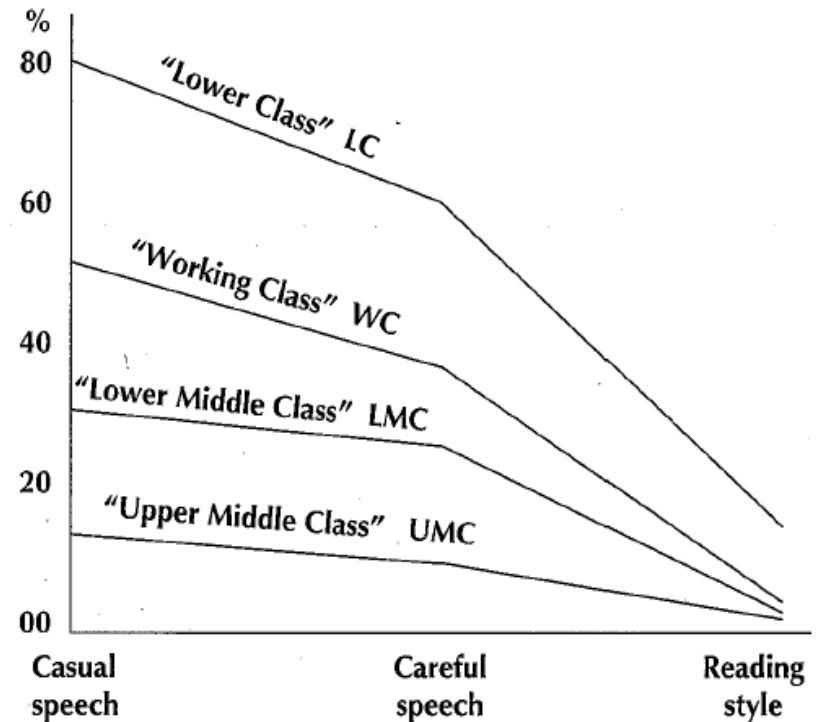 %
80
"Lower Class" LC
60
"Working Class" WC
40
"Lower Middle Class" LMC
20
"Upper Middle Class" UMC
00
Casual speech
Careful speech
Reading style